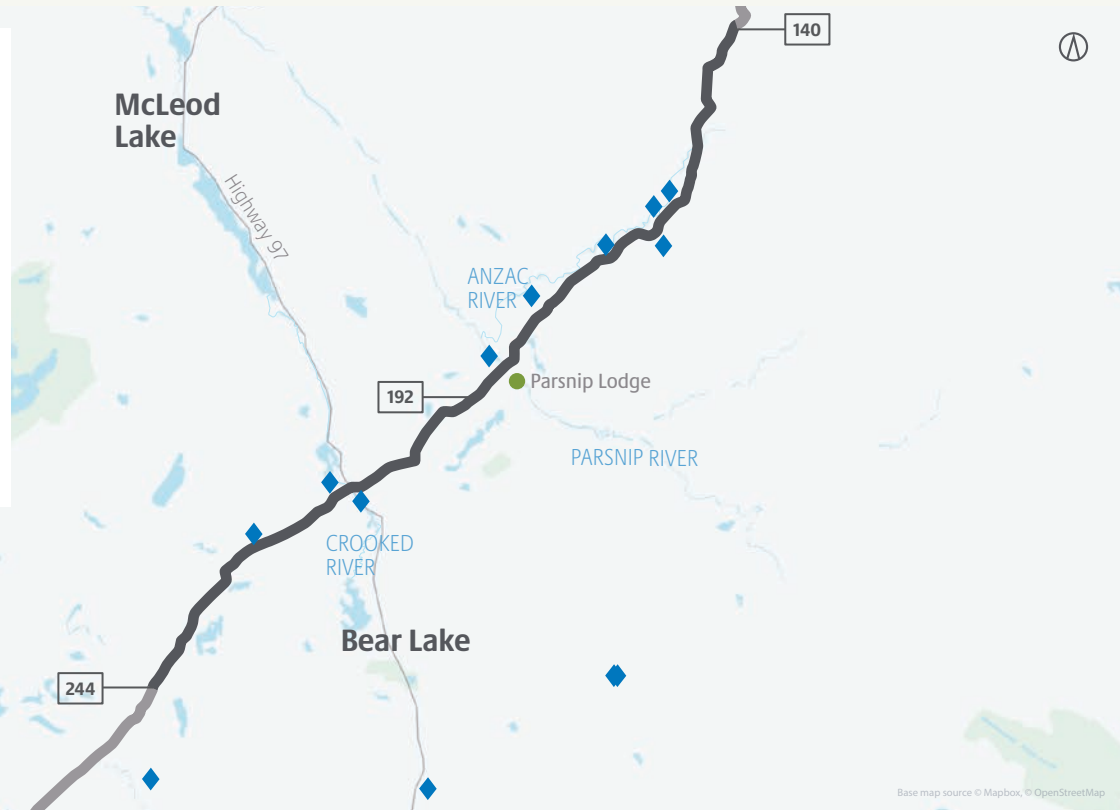 140
McLeod
Lake
Highway 97
ANZAC
RIVER
Parsnip Lodge
192
PARSNIP RIVER
CROOKED
RIVER
Bear Lake
244
Base map source © Mapbox, © OpenStreetMap